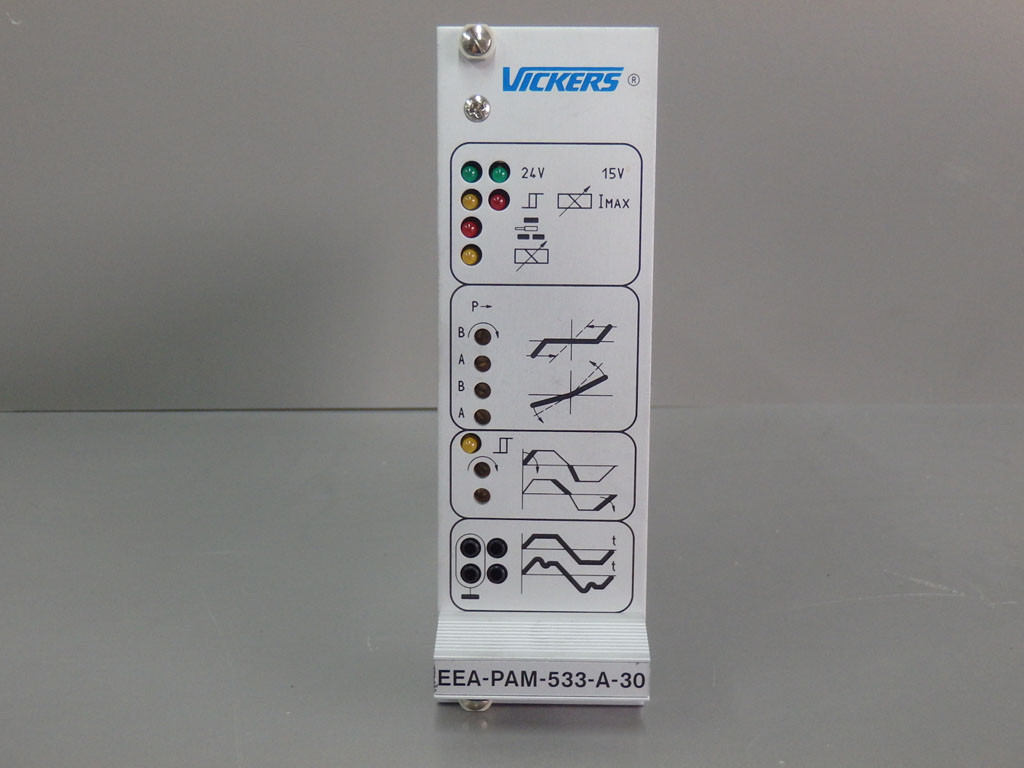 VICKERS ®
24V 15V
IMAX
P→
B
A
B
A
t
t
EEA-PAM-533-A-30